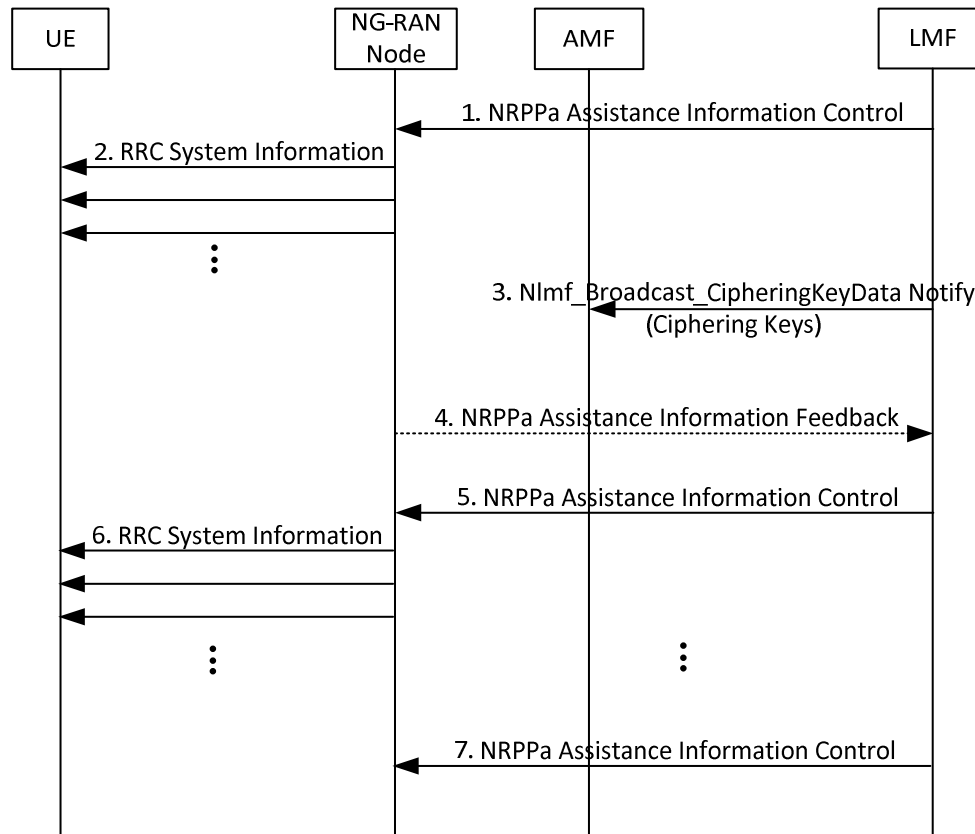 UE
NG-RAN
Node
AMF
LMF
1. NRPPa Assistance Information Control
2. RRC System Information
3. Nlmf_Broadcast_CipheringKeyData Notify
(Ciphering Keys)
4. NRPPa Assistance Information Feedback
5. NRPPa Assistance Information Control
6. RRC System Information
7. NRPPa Assistance Information Control